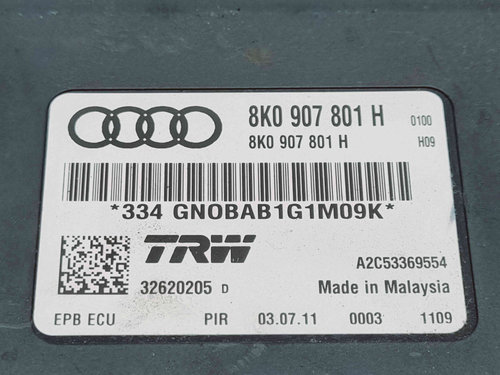 8K0 907 801 H 0100
8K0 907 801 H H09
*334 GNOBAB1G1M09K*
TRW
32620205 D
A2C53369554
Made in Malaysia
EPB ECU PIR 03.07.11 0003 1109